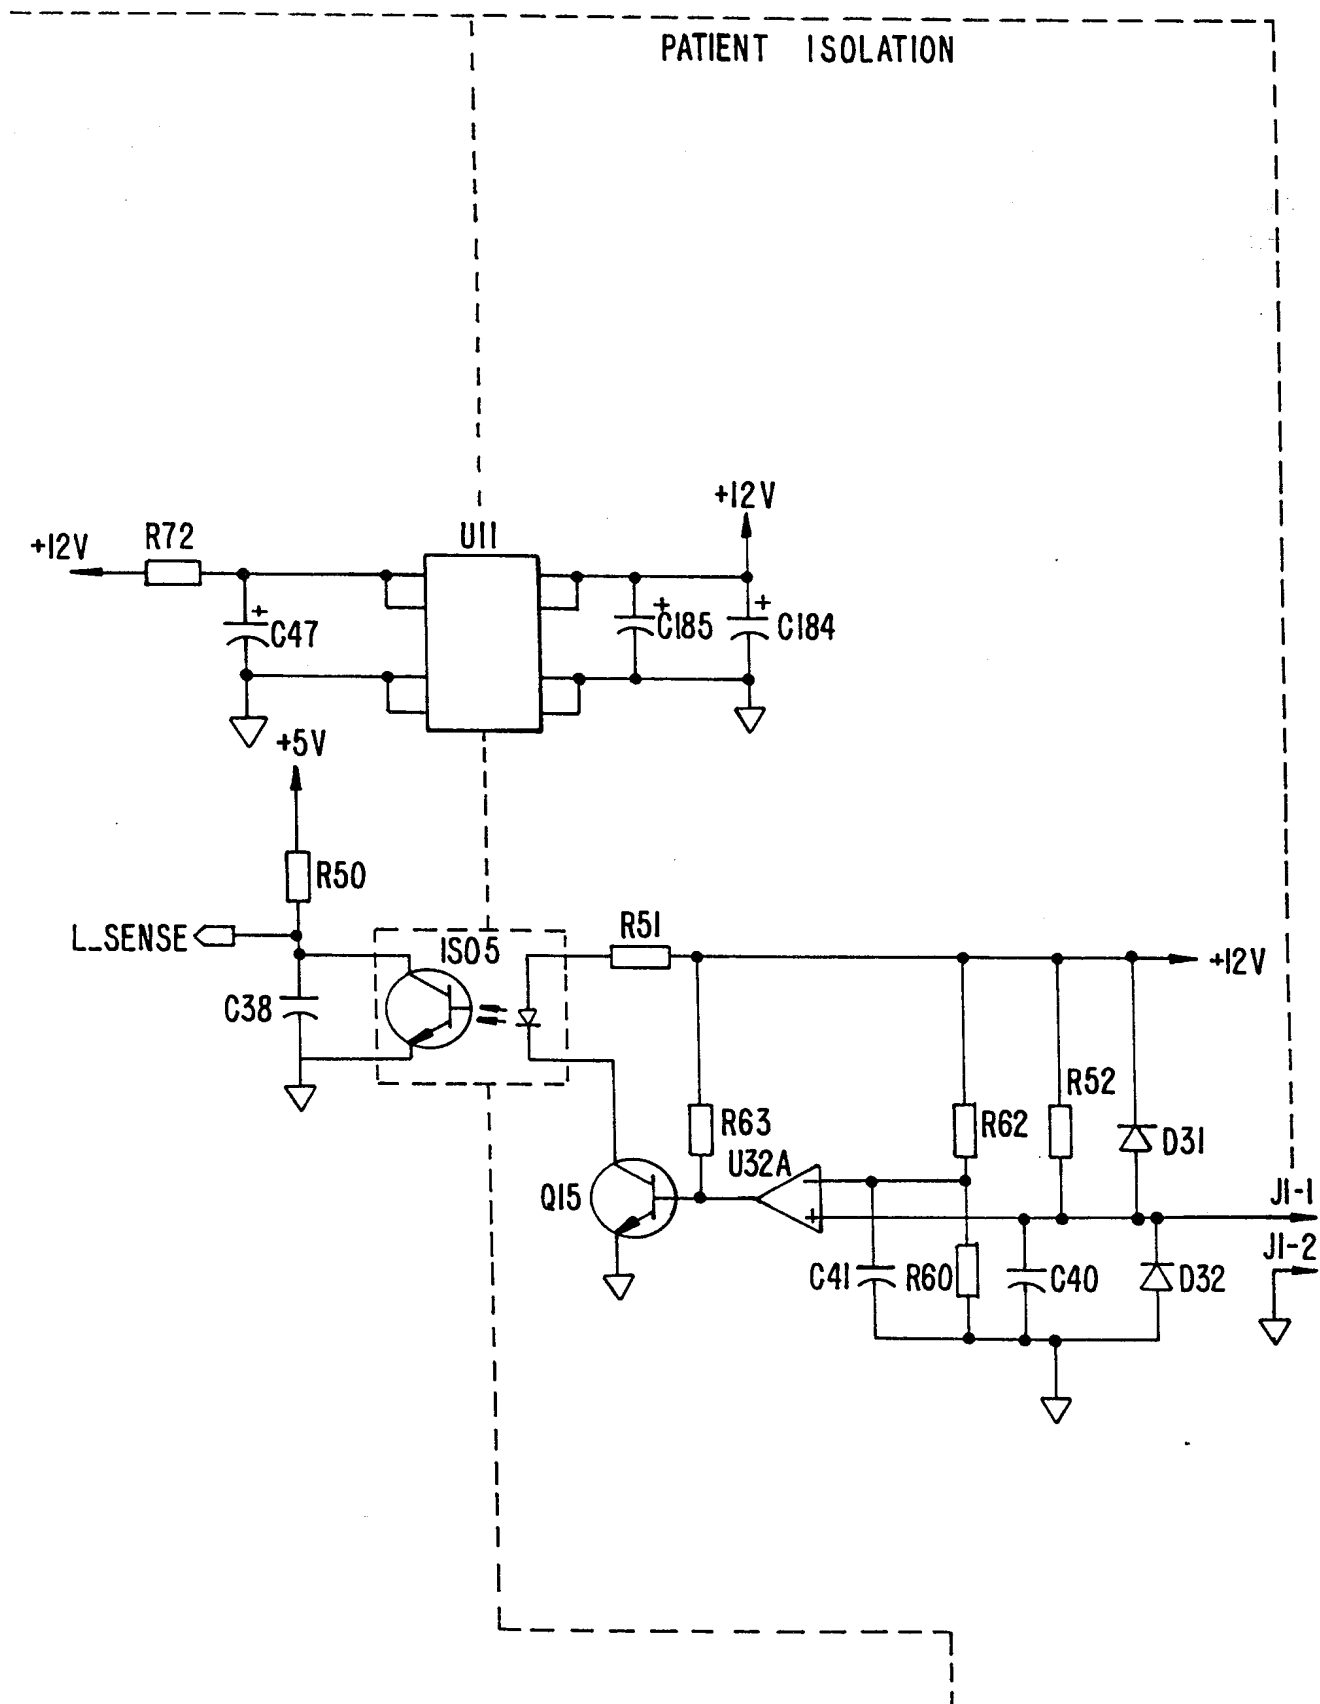 PATIENT ISOLATION
+12V
+12V
R72
U11
+
C47
+
C185
+
C184
+5V
R50
L_SENSE
ISO5
R51
+12V
C38
R52
R63
R62
D31
U32A
Q15
+
J1-1
J1-2
C41
R60
C40
D32